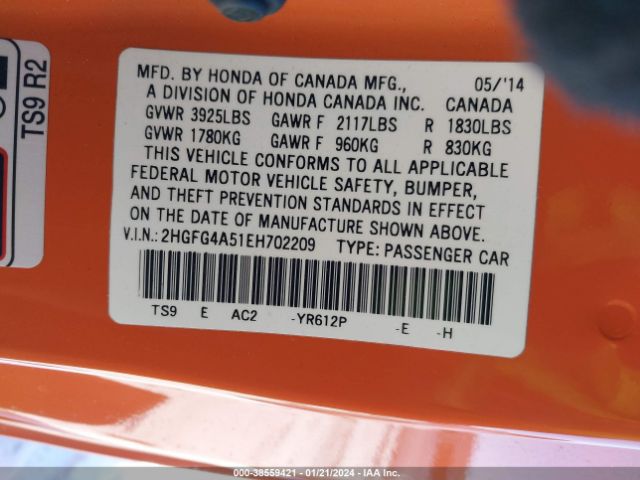 MFD. BY HONDA OF CANADA MFG., 05/'14
A DIVISION OF HONDA CANADA INC. CANADA
GVWR 3925LBS GAWR F 2117LBS R 1830LBS
GVWR 1780KG GAWR F 960KG R 830KG
THIS VEHICLE CONFORMS TO ALL APPLICABLE
FEDERAL MOTOR VEHICLE SAFETY, BUMPER,
AND THEFT PREVENTION STANDARDS IN EFFECT
ON THE DATE OF MANUFACTURE SHOWN ABOVE.
V.I.N.: 2HGFG4A51EH702209 TYPE: PASSENGER CAR
TS9 E AC2 -YR612P -E -H
TS9 R2
000-38559421 - 01/21/2024 - IAA Inc.